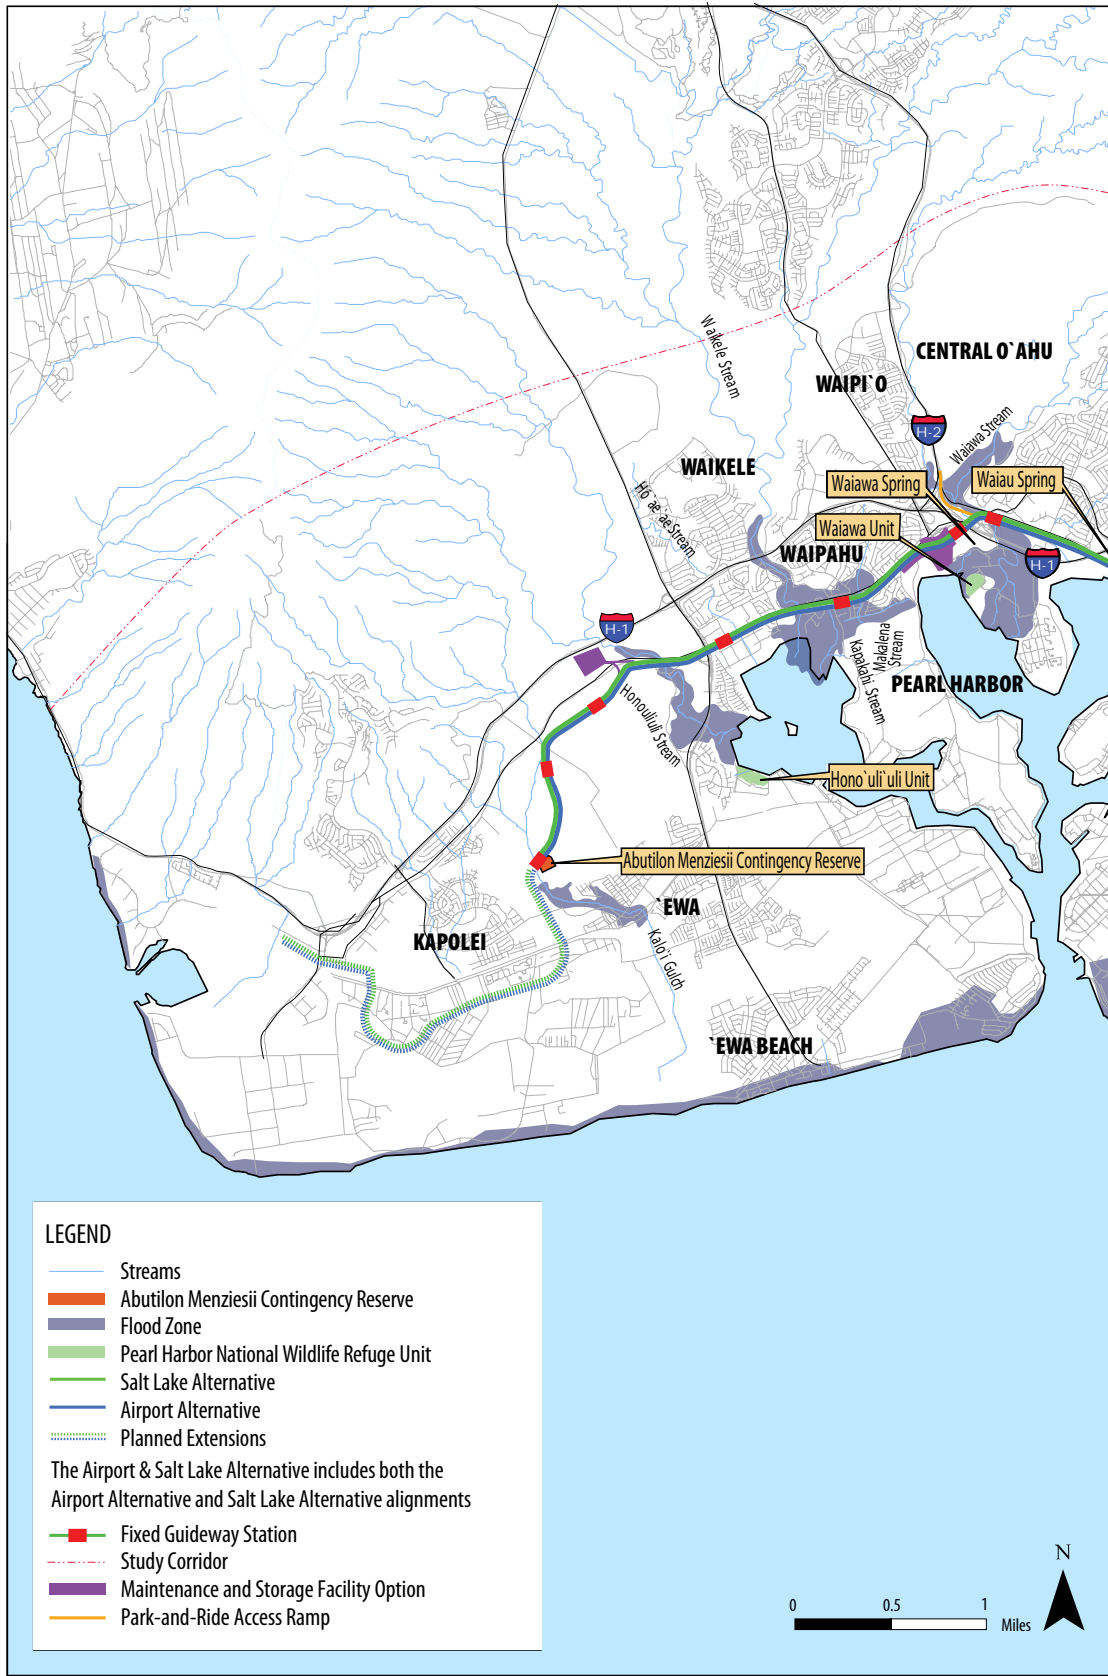 CENTRAL O`AHU
WAIPI`O
Waikele Stream
H-2
Waiawa Stream
WAIKELE
Waiawa Spring
Waiau Spring
Ho`ae`ae Stream
Waiawa Unit
WAIPAHU
H-1
H-1
Makalena
Stream
Kapakahi Stream
PEARL HARBOR
Honouliuli Stream
Hono`uli`uli Unit
Abutilon Menziesii Contingency Reserve
`EWA
KAPOLEI
Kalo`i Gulch
`EWA BEACH
LEGEND
Streams
Abutilon Menziesii Contingency Reserve
Flood Zone
Pearl Harbor National Wildlife Refuge Unit
Salt Lake Alternative
Airport Alternative
Planned Extensions
The Airport & Salt Lake Alternative includes both the
Airport Alternative and Salt Lake Alternative alignments
Fixed Guideway Station
Study Corridor
Maintenance and Storage Facility Option
Park-and-Ride Access Ramp
N
0 0.5 1
Miles